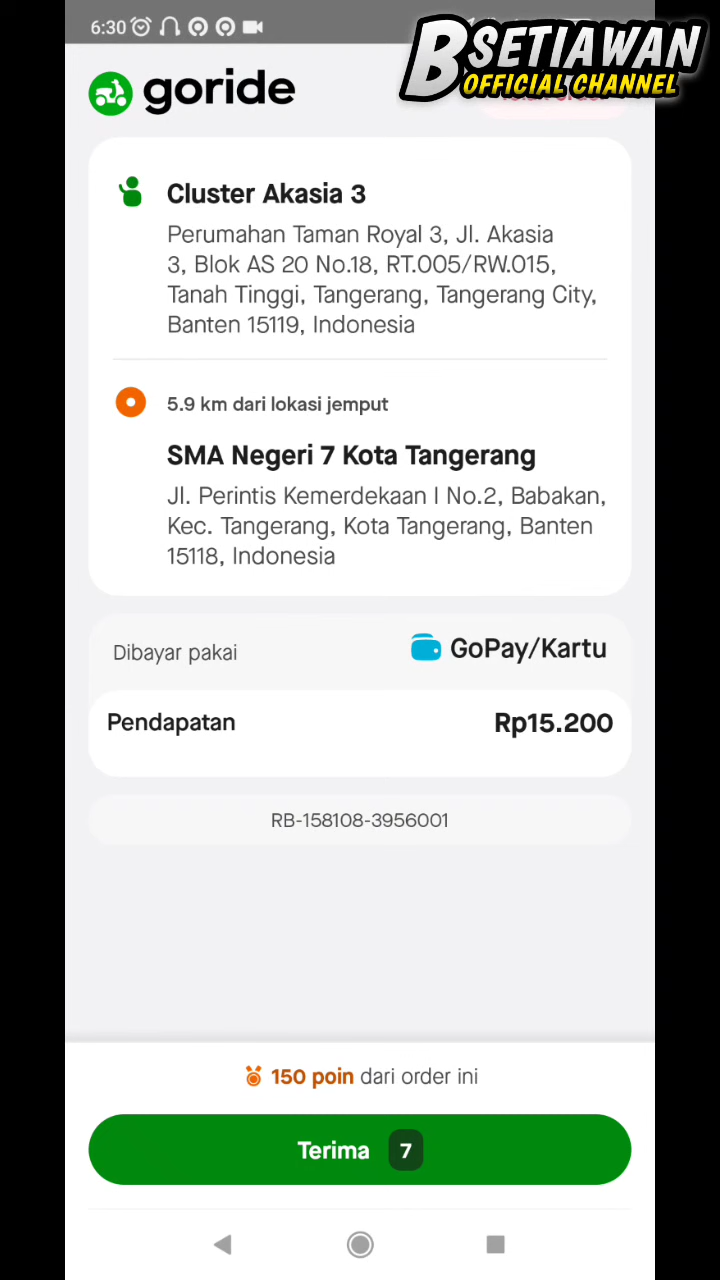 6:30
BSETIAWAN
OFFICIAL CHANNEL
goride
Cluster Akasia 3
Perumahan Taman Royal 3, Jl. Akasia
3, Blok AS 20 No.18, RT.005/RW.015,
Tanah Tinggi, Tangerang, Tangerang City,
Banten 15119, Indonesia
5.9 km dari lokasi jemput
SMA Negeri 7 Kota Tangerang
Jl. Perintis Kemerdekaan I No.2, Babakan,
Kec. Tangerang, Kota Tangerang, Banten
15118, Indonesia
Dibayar pakai
GoPay/Kartu
Pendapatan
Rp15.200
RB-158108-3956001
150 poin dari order ini
Terima 7